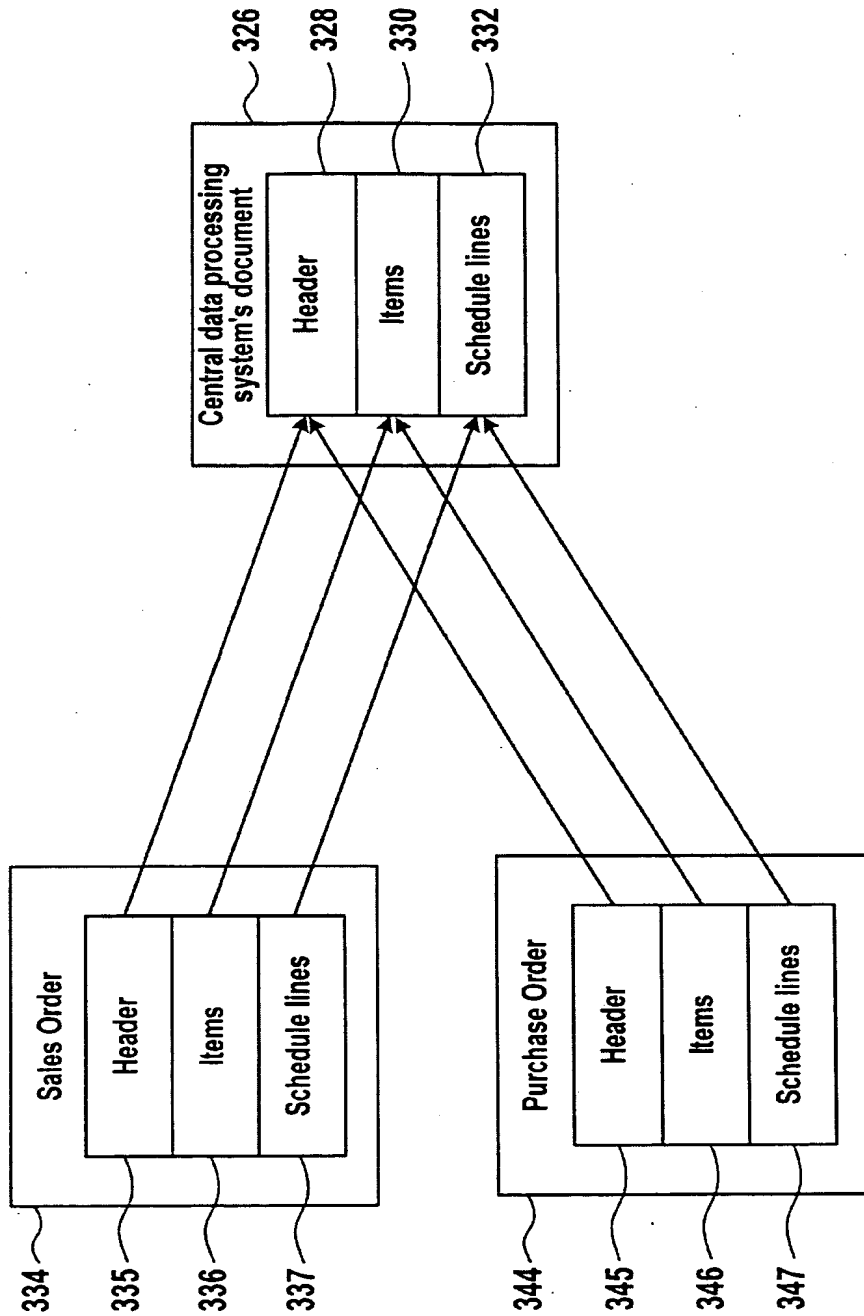 334
335
336
337
Sales Order
Header
Items
Schedule lines
344
345
346
347
Purchase Order
Header
Items
Schedule lines
Central data processing
system's document
Header
Items
Schedule lines
326
328
330
332